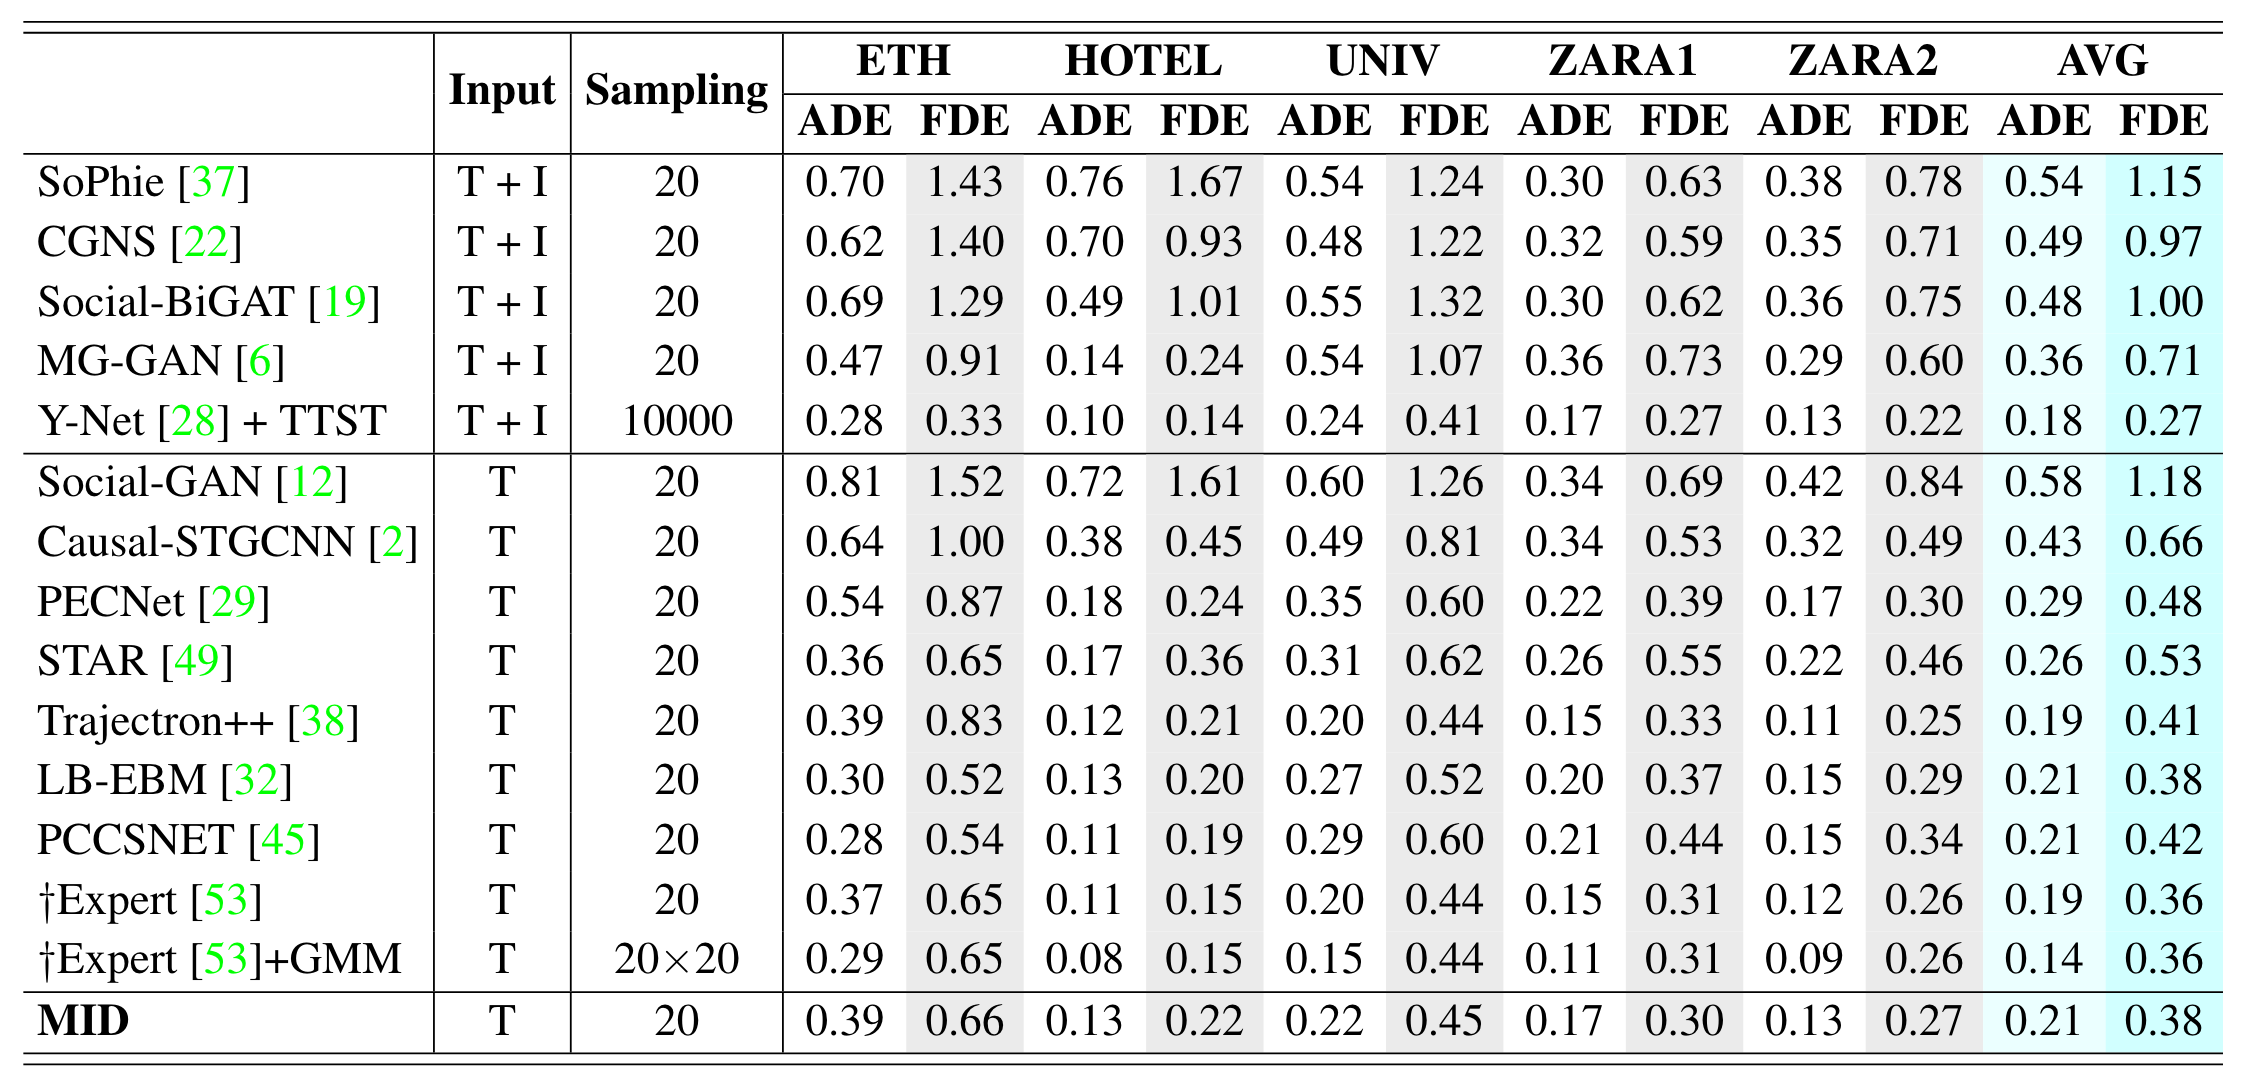 ETH HOTEL UNIV ZARA1 ZARA2 AVG
Input Sampling
ADE FDE ADE FDE ADE FDE ADE FDE ADE FDE ADE FDE
SoPhie [37] T + I 20 0.70 1.43 0.76 1.67 0.54 1.24 0.30 0.63 0.38 0.78 0.54 1.15
CGNS [22] T + I 20 0.62 1.40 0.70 0.93 0.48 1.22 0.32 0.59 0.35 0.71 0.49 0.97
Social-BiGAT [19] T + I 20 0.69 1.29 0.49 1.01 0.55 1.32 0.30 0.62 0.36 0.75 0.48 1.00
MG-GAN [6] T + I 20 0.47 0.91 0.14 0.24 0.54 1.07 0.36 0.73 0.29 0.60 0.36 0.71
Y-Net [28] + TTST T + I 10000 0.28 0.33 0.10 0.14 0.24 0.41 0.17 0.27 0.13 0.22 0.18 0.27
Social-GAN [12] T 20 0.81 1.52 0.72 1.61 0.60 1.26 0.34 0.69 0.42 0.84 0.58 1.18
Causal-STGCNN [2] T 20 0.64 1.00 0.38 0.45 0.49 0.81 0.34 0.53 0.32 0.49 0.43 0.66
PECNet [29] T 20 0.54 0.87 0.18 0.24 0.35 0.60 0.22 0.39 0.17 0.30 0.29 0.48
STAR [49] T 20 0.36 0.65 0.17 0.36 0.31 0.62 0.26 0.55 0.22 0.46 0.26 0.53
Trajectron++ [38] T 20 0.39 0.83 0.12 0.21 0.20 0.44 0.15 0.33 0.11 0.25 0.19 0.41
LB-EBM [32] T 20 0.30 0.52 0.13 0.20 0.27 0.52 0.20 0.37 0.15 0.29 0.21 0.38
PCCSNET [45] T 20 0.28 0.54 0.11 0.19 0.29 0.60 0.21 0.44 0.15 0.34 0.21 0.42
†Expert [53] T 20 0.37 0.65 0.11 0.15 0.20 0.44 0.15 0.31 0.12 0.26 0.19 0.36
†Expert [53]+GMM T 20×20 0.29 0.65 0.08 0.15 0.15 0.44 0.11 0.31 0.09 0.26 0.14 0.36
MID T 20 0.39 0.66 0.13 0.22 0.22 0.45 0.17 0.30 0.13 0.27 0.21 0.38